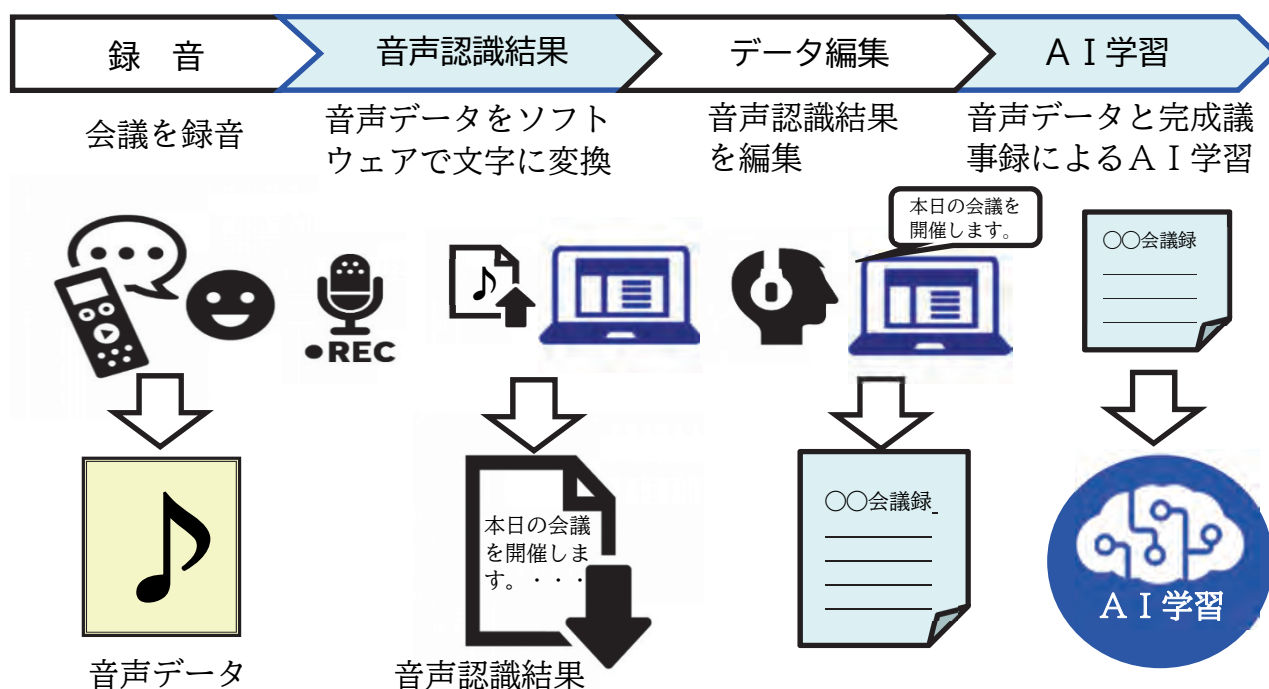 録　音
音声認識結果
データ編集
ＡＩ学習
会議を録音
音声データをソフト
ウェアで文字に変換
音声認識結果
を編集
音声データと完成議
事録によるＡＩ学習
●REC
本日の会議を
開催します。
〇〇会議録
本日の会議
を開催しま
す。・・・
〇〇会議録
ＡＩ学習
音声データ
音声認識結果